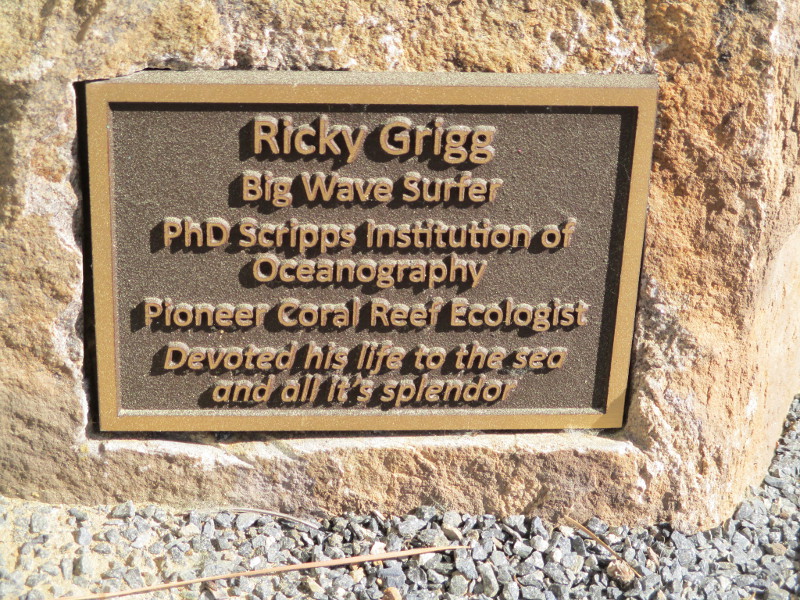 Ricky Grigg
Big Wave Surfer
PhD Scripps Institution of
Oceanography
Pioneer Coral Reef Ecologist
Devoted his life to the sea
and all it's splendor